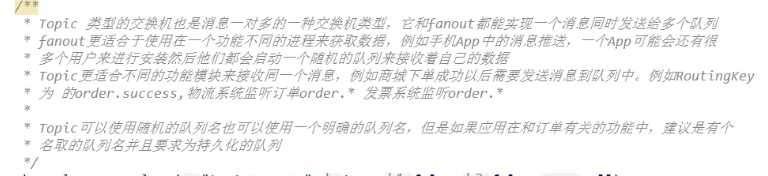 /**
* Topic 类型的交换机也是消息一对多的一种交换机类型，它和fanout都能实现一个消息同时发送给多个队列
* fanout更适合于使用在一个功能不同的进程来获取数据，例如手机App中的消息推送，一个App可能会还有很
* 多个用户来进行安装然后他们都会启动一个随机的队列来接收着自己的数据
* Topic更适合不同的功能模块来接收同一个消息，例如商城下单成功以后需要发送消息到队列中。例如RoutingKey
* 为 的order.success,物流系统监听订单order.* 发票系统监听order.*
*
* Topic可以使用随机的队列名也可以使用一个明确的队列名，但是如果应用在和订单有关的功能中，建议是有个
* 名取的队列名并且要求为持久化的队列
*/